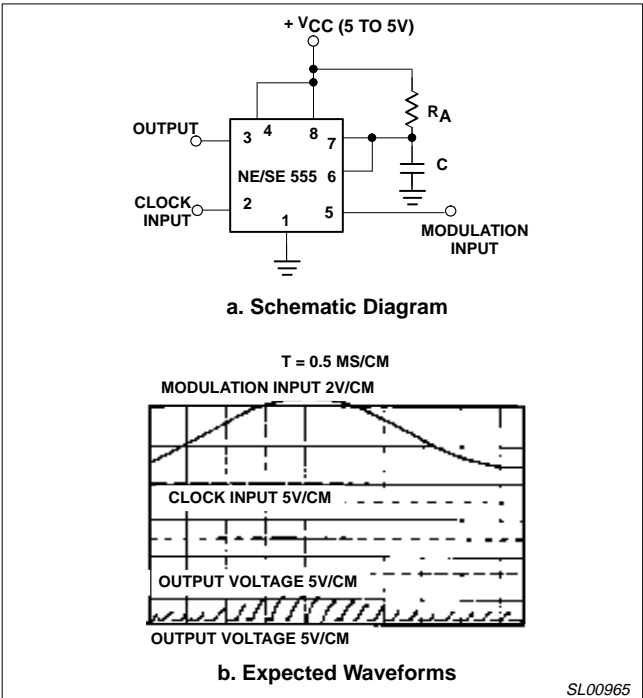 + VCC (5 TO 5V)
RA
OUTPUT
3 4 8 7
C
NE/SE 555 6
CLOCK
INPUT
2
5
1
MODULATION
INPUT
a. Schematic Diagram
T = 0.5 MS/CM
MODULATION INPUT 2V/CM
CLOCK INPUT 5V/CM
OUTPUT VOLTAGE 5V/CM
OUTPUT VOLTAGE 5V/CM
b. Expected Waveforms
SL00965